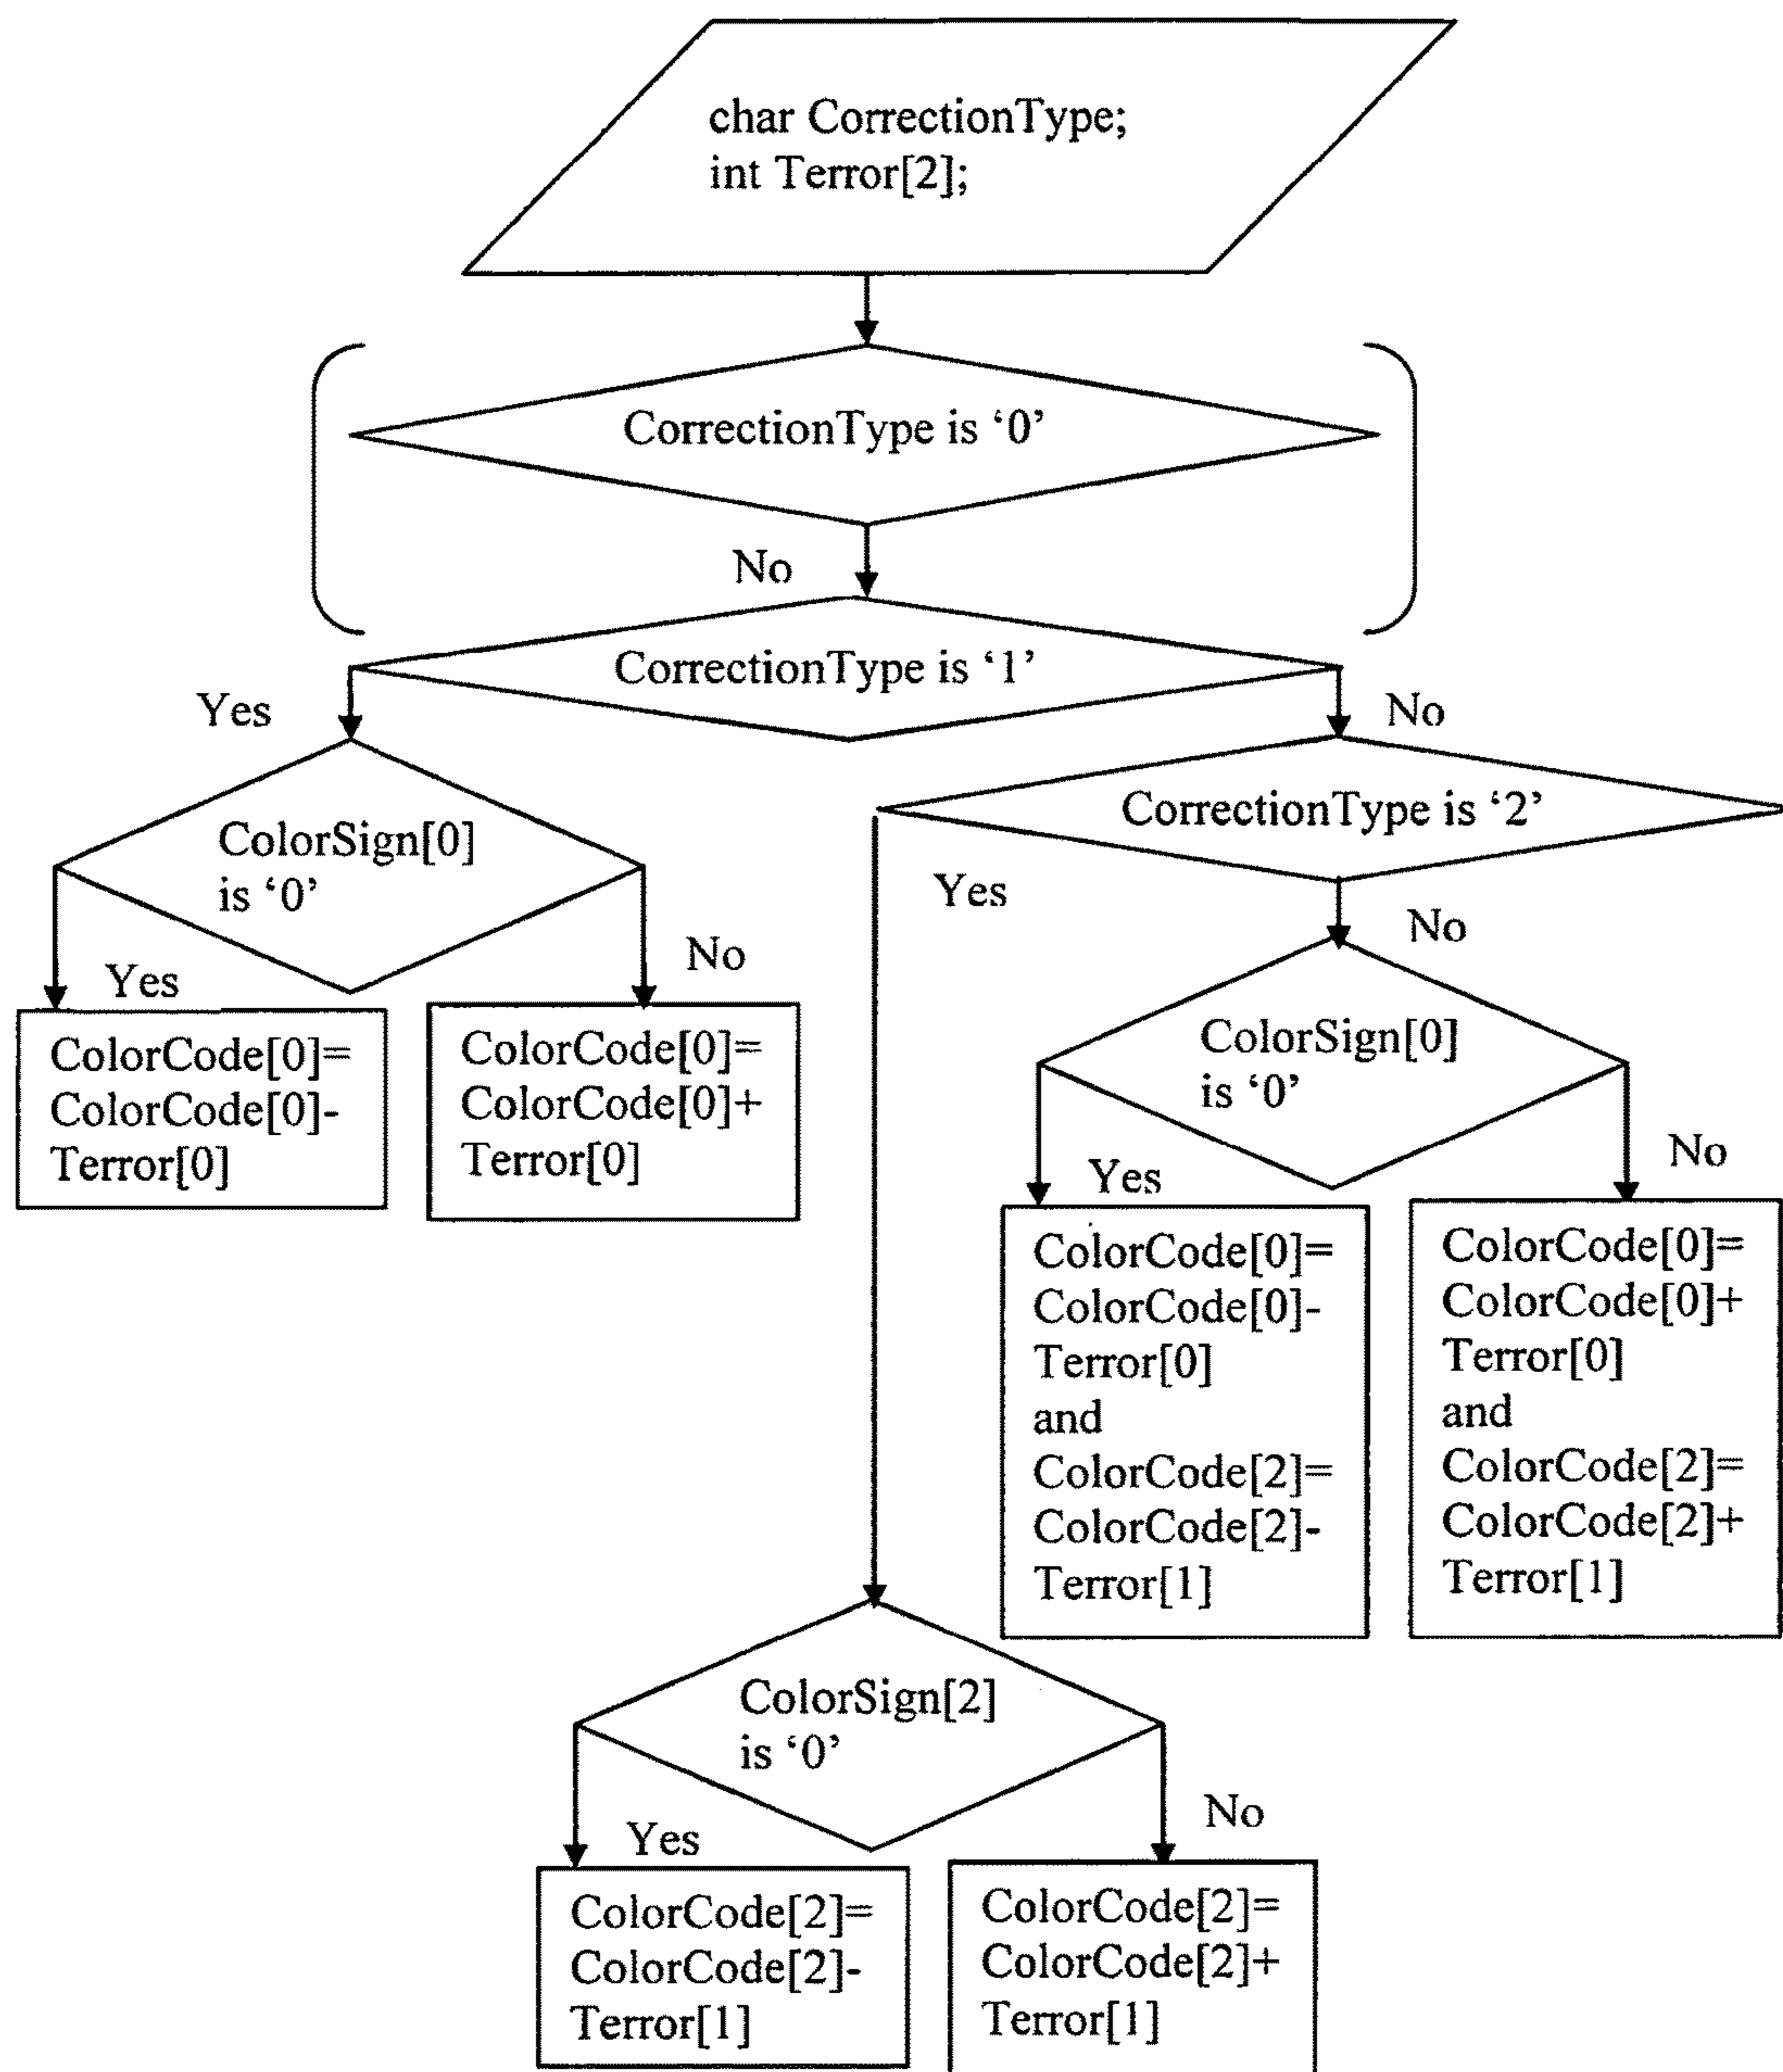 char CorrectionType;
int Terror[2];
CorrectionType is ‘0’
No
CorrectionType is ‘1’
Yes
No
ColorSign[0]
is ‘0’
Yes
No
ColorCode[0]=
ColorCode[0]-
Terror[0]
ColorCode[0]=
ColorCode[0]+
Terror[0]
CorrectionType is ‘2’
Yes
No
ColorSign[0]
is ‘0’
Yes
No
ColorCode[0]=
ColorCode[0]-
Terror[0]
and
ColorCode[2]=
ColorCode[2]-
Terror[1]
ColorCode[0]=
ColorCode[0]+
Terror[0]
and
ColorCode[2]=
ColorCode[2]+
Terror[1]
ColorSign[2]
is ‘0’
Yes
No
ColorCode[2]=
ColorCode[2]-
Terror[1]
ColorCode[2]=
ColorCode[2]+
Terror[1]